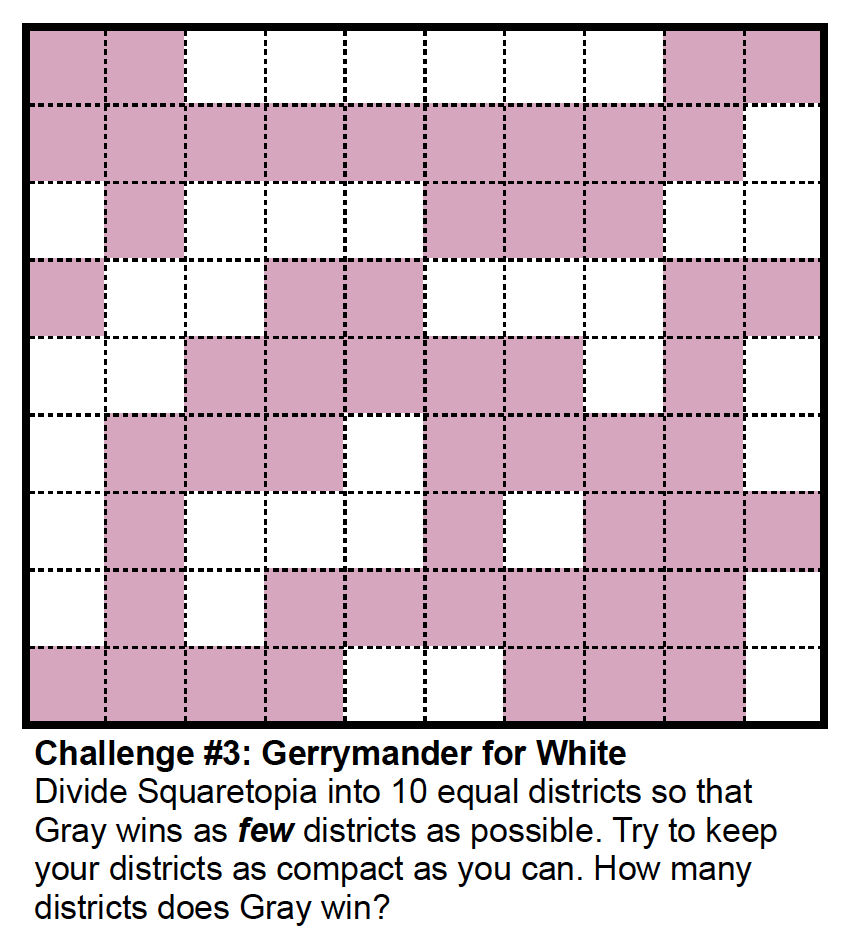 Challenge #3: Gerrymander for White
Divide Squaretopia into 10 equal districts so that
Gray wins as few districts as possible. Try to keep
your districts as compact as you can. How many
districts does Gray win?